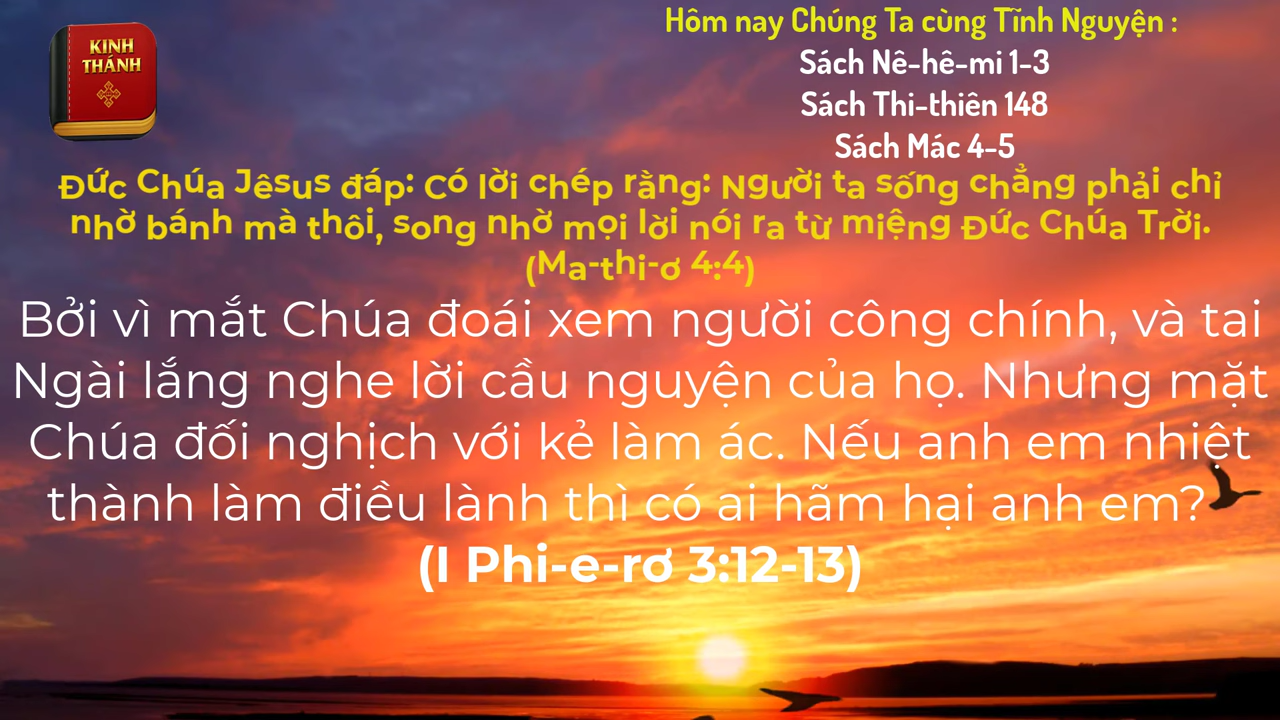 KINH
THÁNH
Hôm nay Chúng Ta cùng Tĩnh Nguyện :
Sách Nê-hê-mi 1-3
Sách Thi-thiên 148
Sách Mác 4-5
Đức Chúa Jêsus đáp: Có lời chép rằng: Người ta sống chẳng phải chỉ
nhờ bánh mà thôi, song nhờ mọi lời nói ra từ miệng Đức Chúa Trời.
(Ma-thi-ơ 4:4)
Bởi vì mắt Chúa đoái xem người công chính, và tai
Ngài lắng nghe lời cầu nguyện của họ. Nhưng mặt
Chúa đối nghịch với kẻ làm ác. Nếu anh em nhiệt
thành làm điều lành thì có ai hãm hại anh em?
(I Phi-e-rơ 3:12-13)